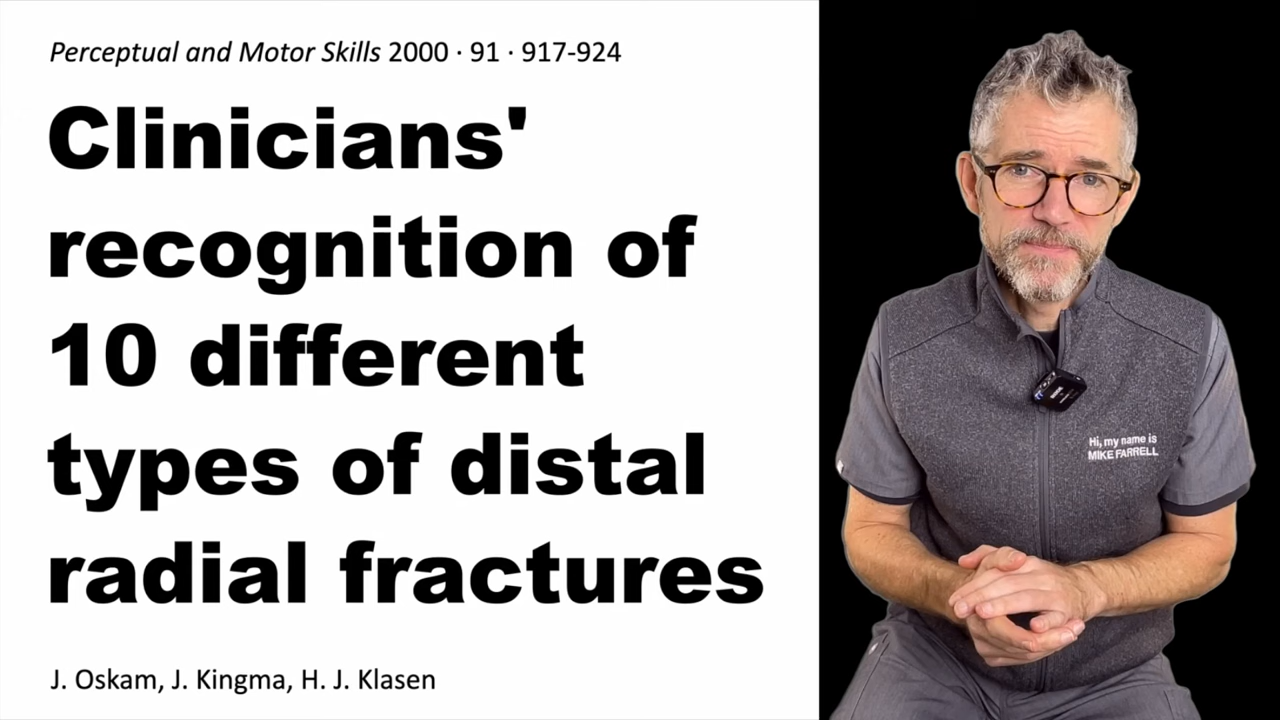 Perceptual and Motor Skills 2000 · 91 · 917-924
Clinicians'
recognition of
10 different
types of distal
radial fractures
J. Oskam, J. Kingma, H. J. Klasen
Hi, my name is
MIKE FARRELL